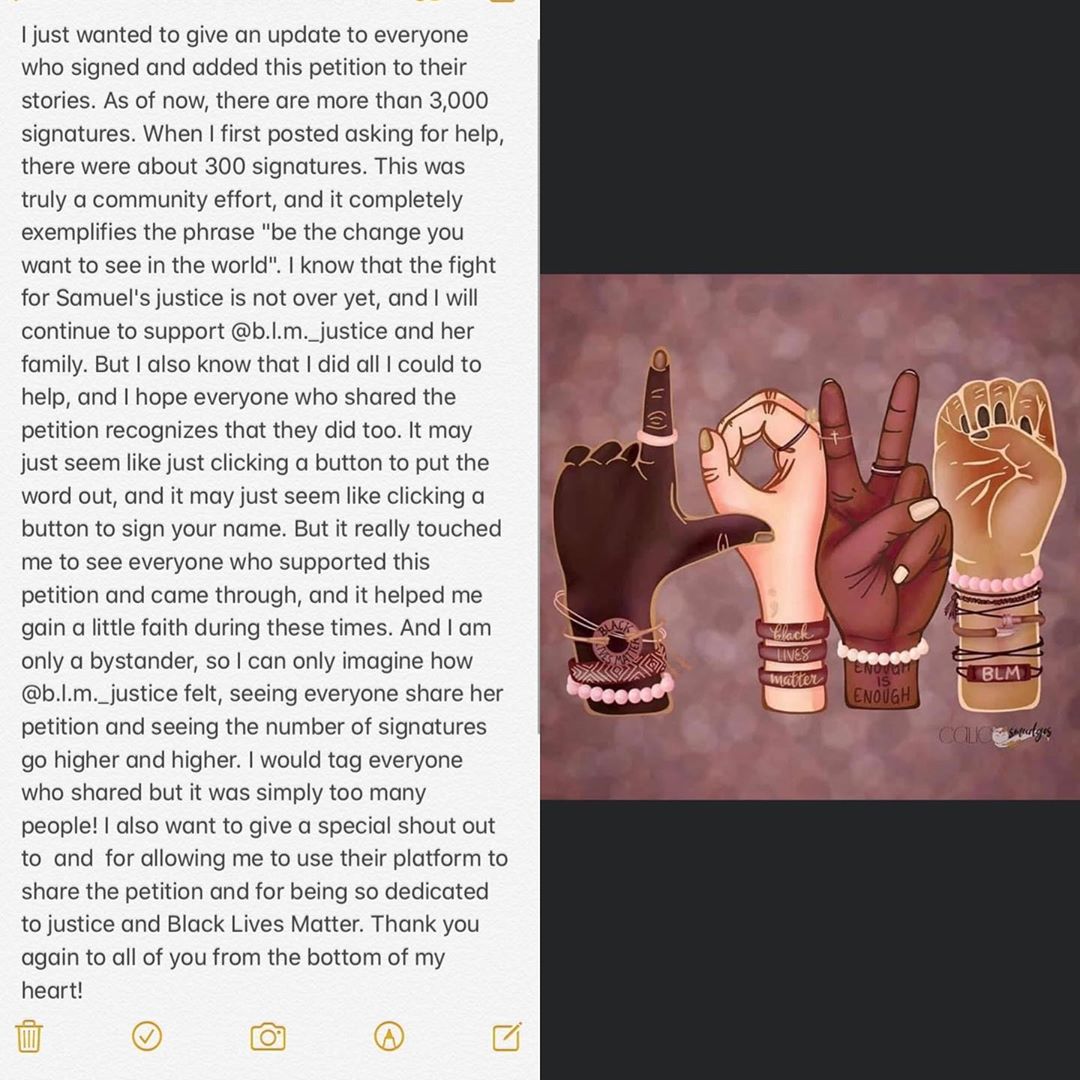 I just wanted to give an update to everyone
who signed and added this petition to their
stories. As of now, there are more than 3,000
signatures. When I first posted asking for help,
there were about 300 signatures. This was
truly a community effort, and it completely
exemplifies the phrase "be the change you
want to see in the world". I know that the fight
for Samuel's justice is not over yet, and I will
continue to support @b.l.m._justice and her
family. But I also know that I did all I could to
help, and I hope everyone who shared the
petition recognizes that they did too. It may
just seem like just clicking a button to put the
word out, and it may just seem like clicking a
button to sign your name. But it really touched
me to see everyone who supported this
petition and came through, and it helped me
gain a little faith during these times. And I am
only a bystander, so I can only imagine how
@b.l.m._justice felt, seeing everyone share her
petition and seeing the number of signatures
go higher and higher. I would tag everyone
who shared but it was simply too many
people! I also want to give a special shout out
to  and  for allowing me to use their platform to
share the petition and for being so dedicated
to justice and Black Lives Matter. Thank you
again to all of you from the bottom of my
heart!
BLACK
LIVES MATTER
black
LIVES
matter
ENOUGH
IS
ENOUGH
BLM
smudges